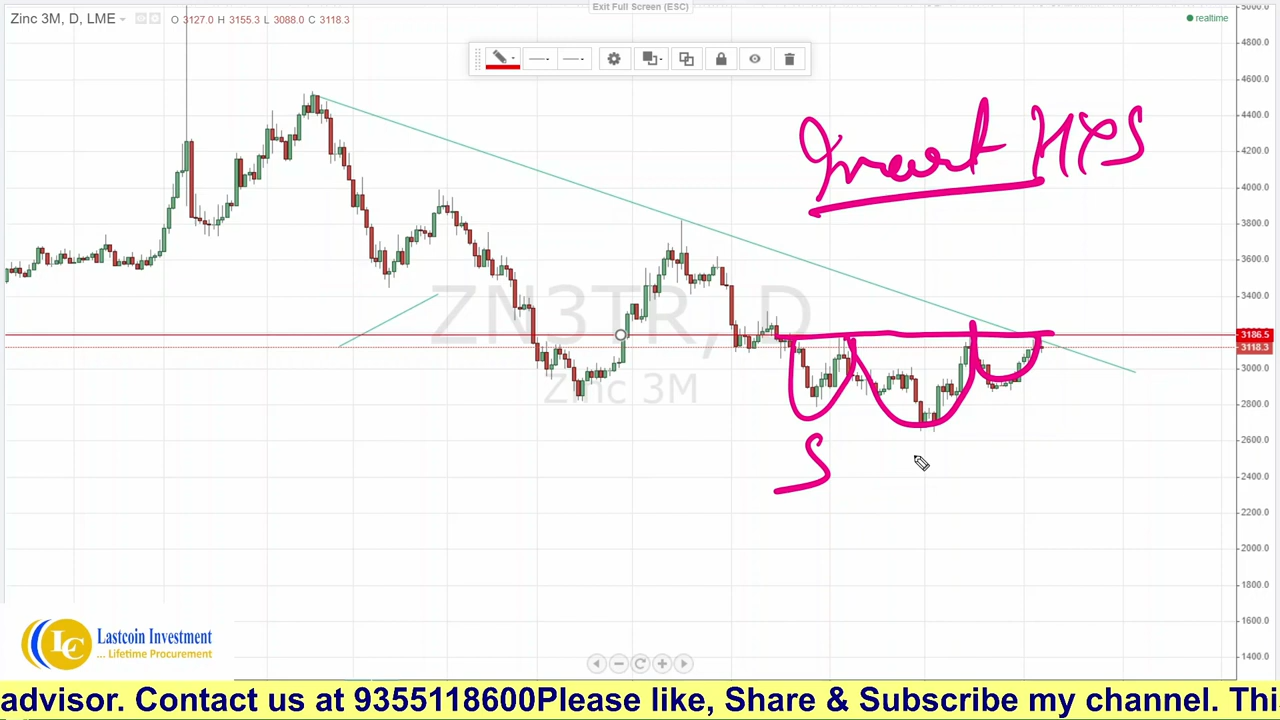 Exit Full Screen (ESC)
Zinc 3M, D, LME
O 3127.0 H 3155.3 L 3088.0 C 3118.3
realtime
5000.0
4800.0
4600.0
4400.0
4200.0
4000.0
3800.0
3600.0
3400.0
3186.5
3118.3
3000.0
2800.0
2600.0
2400.0
2200.0
2000.0
1800.0
1600.0
1400.0
ZN3TR, D
Zinc 3M
S
LC Lastcoin Investment
... Lifetime Procurement
advisor. Contact us at 9355118600Please like, Share & Subscribe my channel. Thi